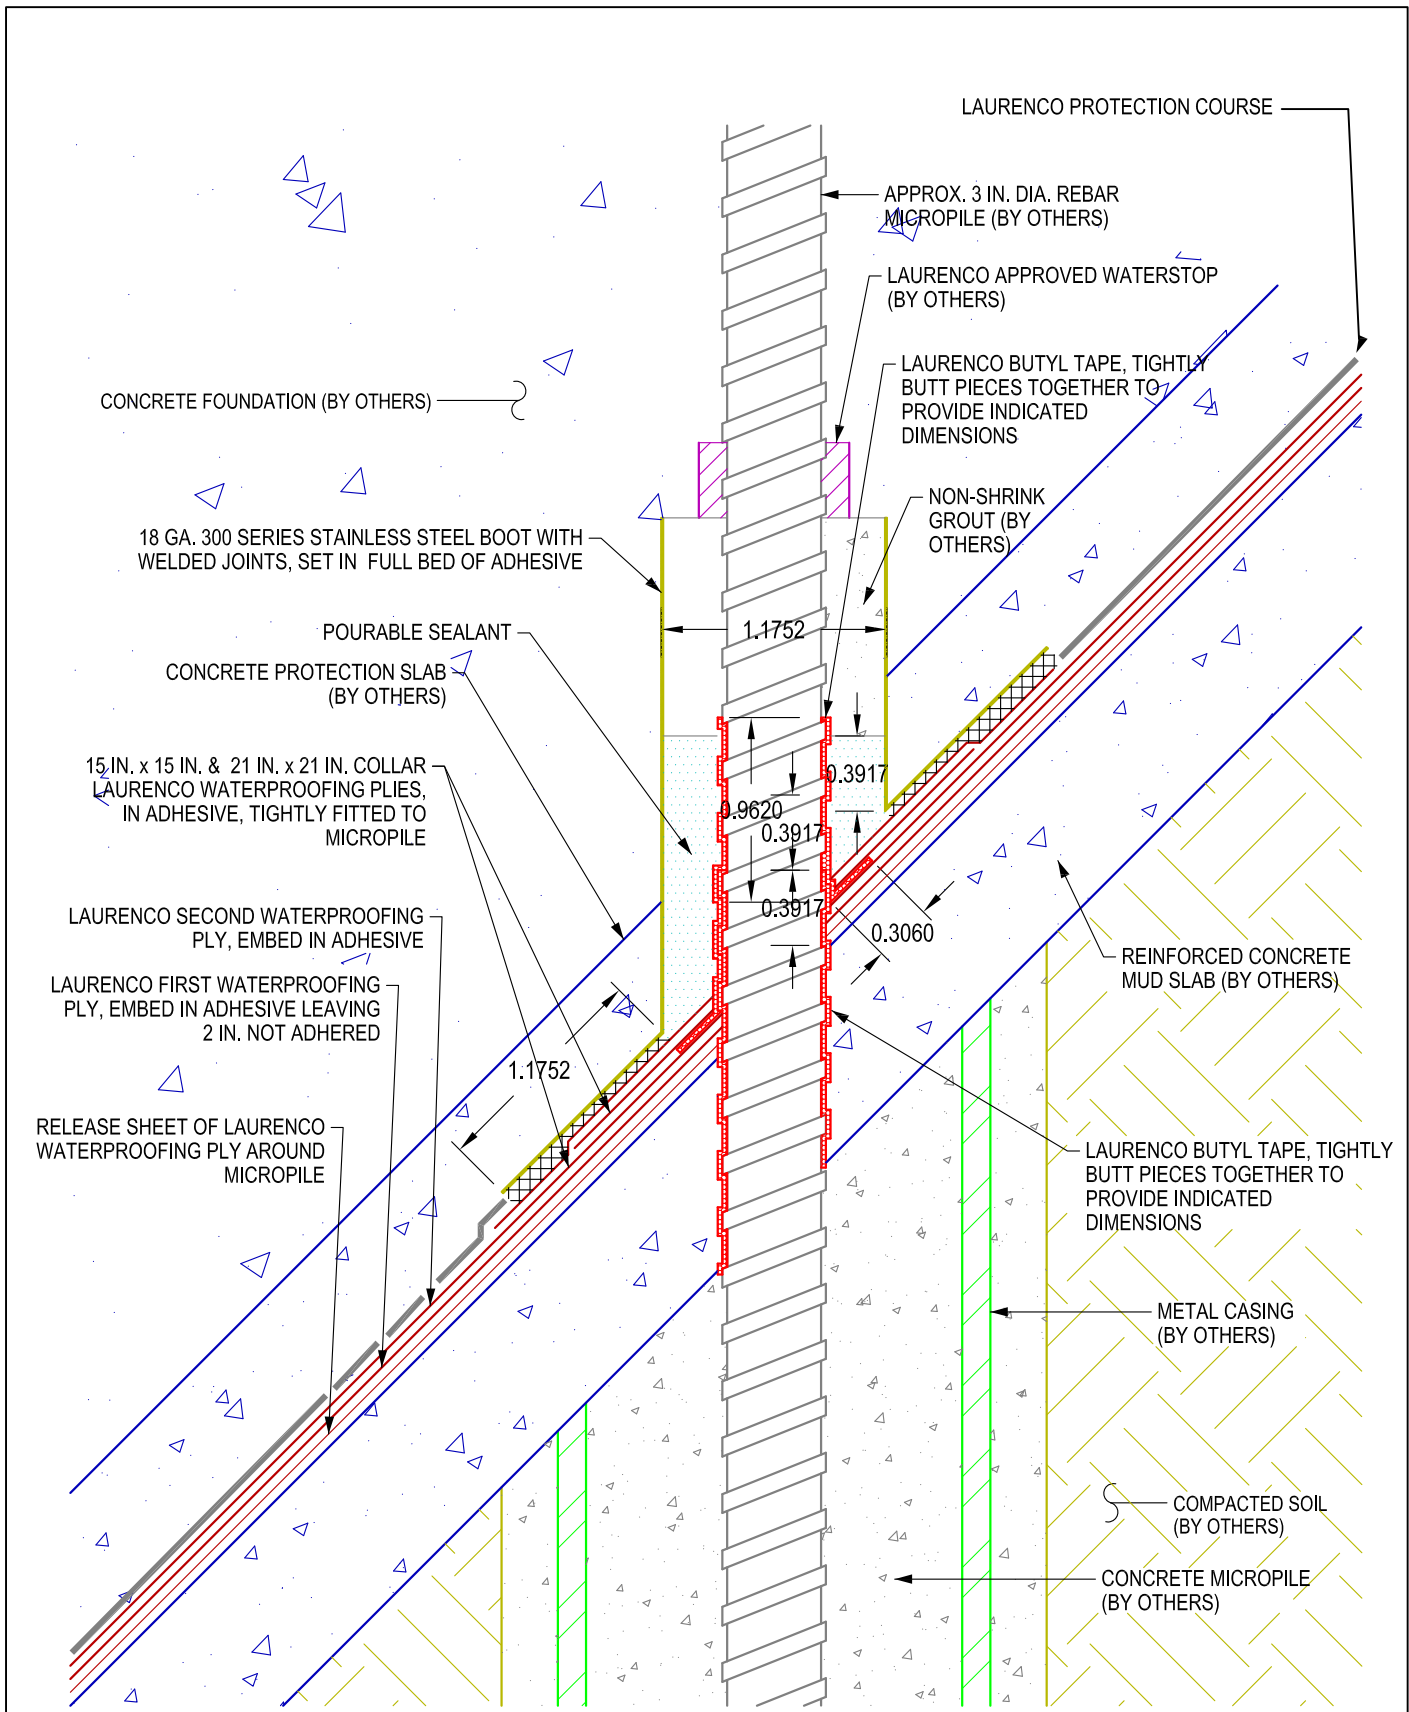 LAURENCO PROTECTION COURSE
APPROX. 3 IN. DIA. REBAR
MICROPILE (BY OTHERS)
LAURENCO APPROVED WATERSTOP
(BY OTHERS)
LAURENCO BUTYL TAPE, TIGHTLY
BUTT PIECES TOGETHER TO
PROVIDE INDICATED
DIMENSIONS
CONCRETE FOUNDATION (BY OTHERS)
NON-SHRINK
GROUT (BY
OTHERS)
18 GA. 300 SERIES STAINLESS STEEL BOOT WITH
WELDED JOINTS, SET IN FULL BED OF ADHESIVE
1.1752
POURABLE SEALANT
CONCRETE PROTECTION SLAB
(BY OTHERS)
15 IN. x 15 IN. & 21 IN. x 21 IN. COLLAR
LAURENCO WATERPROOFING PLIES,
IN ADHESIVE, TIGHTLY FITTED TO
MICROPILE
0.3917
0.9620
0.3917
0.3917
0.3060
LAURENCO SECOND WATERPROOFING
PLY, EMBED IN ADHESIVE
REINFORCED CONCRETE
MUD SLAB (BY OTHERS)
LAURENCO FIRST WATERPROOFING
PLY, EMBED IN ADHESIVE LEAVING
2 IN. NOT ADHERED
1.1752
RELEASE SHEET OF LAURENCO
WATERPROOFING PLY AROUND
MICROPILE
LAURENCO BUTYL TAPE, TIGHTLY
BUTT PIECES TOGETHER TO
PROVIDE INDICATED
DIMENSIONS
METAL CASING
(BY OTHERS)
COMPACTED SOIL
(BY OTHERS)
CONCRETE MICROPILE
(BY OTHERS)